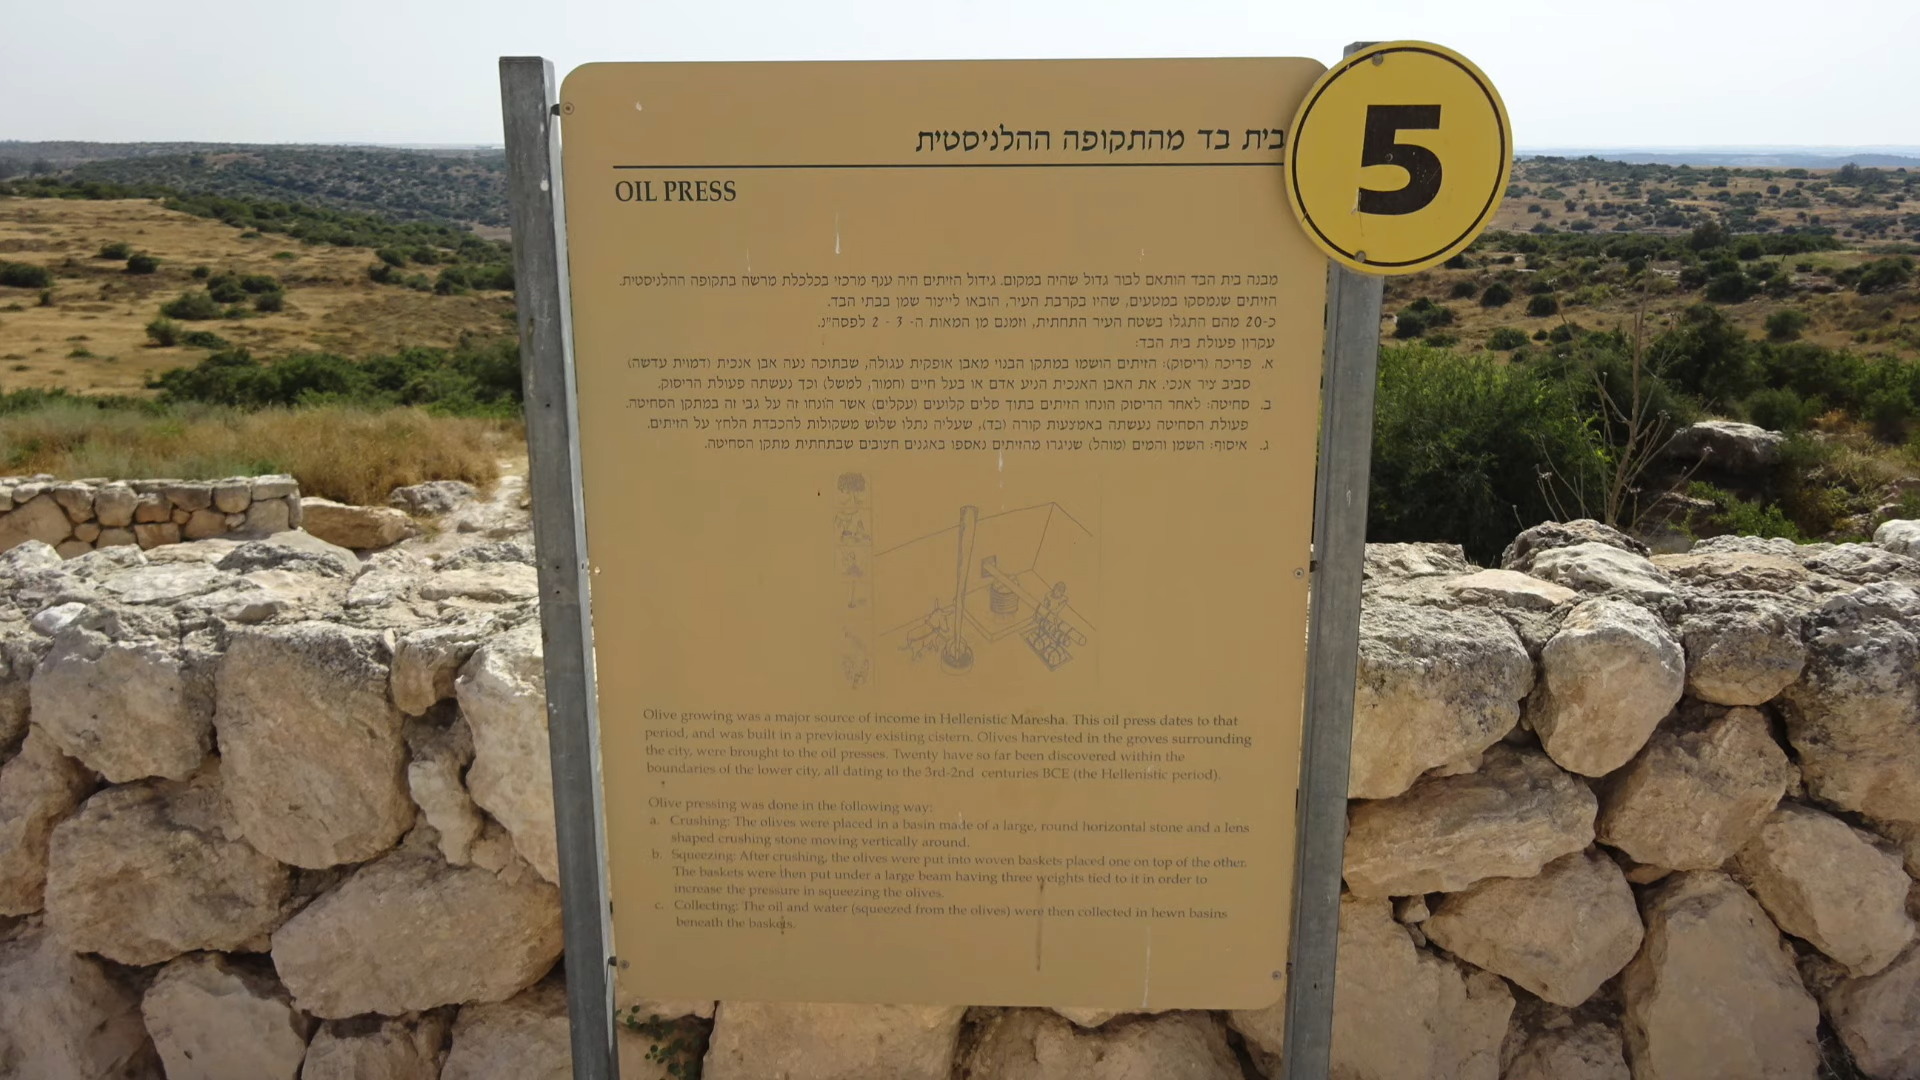 5
בית בד מהתקופה ההלניסטית
OIL PRESS
מבנה בית הבד הותאם לבור גדול שהיה במקום. גידול הזיתים היה ענף מרכזי בכלכלת מרשה בתקופה ההלניסטית.
הזיתים שנמסקו במטעים, שהיו בקרבת העיר, הובאו לייצור שמן בבתי הבד.
כ-20 מהם התגלו בשטח העיר התחתית, וזמנם מן המאות ה- 3 - 2 לפסה"נ.
עקרון פעולת בית הבד:
א. פריכה (ריסוק): הזיתים הושמו במתקן הבנוי מאבן אופקית עגולה, שבתוכה נעה אבן אנכית (דמוית עדשה)
סביב ציר אנכי. את האבן האנכית הניע אדם או בעל חיים (חמור, למשל) וכך נעשתה פעולת הריסוק.
ב. סחיטה: לאחר הריסוק הונחו הזיתים בתוך סלים קלועים (עקלים) אשר הונחו זה על גבי זה במתקן הסחיטה.
פעולת הסחיטה נעשתה באמצעות קורה (בד), שעליה נתלו שלוש משקולות להכבדת הלחץ על הזיתים.
ג. איסוף: השמן והמים (מוהל) שניגרו מהזיתים נאספו באגנים חצובים שבתחתית מתקן הסחיטה.
Olive growing was a major source of income in Hellenistic Maresha. This oil press dates to that
period, and was built in a previously existing cistern. Olives harvested in the groves surrounding
the city, were brought to the oil presses. Twenty have so far been discovered within the
boundaries of the lower city, all dating to the 3rd-2nd centuries BCE (the Hellenistic period).
Olive pressing was done in the following way:
a. Crushing: The olives were placed in a basin made of a large, round horizontal stone and a lens
shaped crushing stone moving vertically around.
b. Squeezing: After crushing, the olives were put into woven baskets placed one on top of the other.
The baskets were then put under a large beam having three weights tied to it in order to
increase the pressure in squeezing the olives.
c. Collecting: The oil and water (squeezed from the olives) were then collected in hewn basins
beneath the baskets.